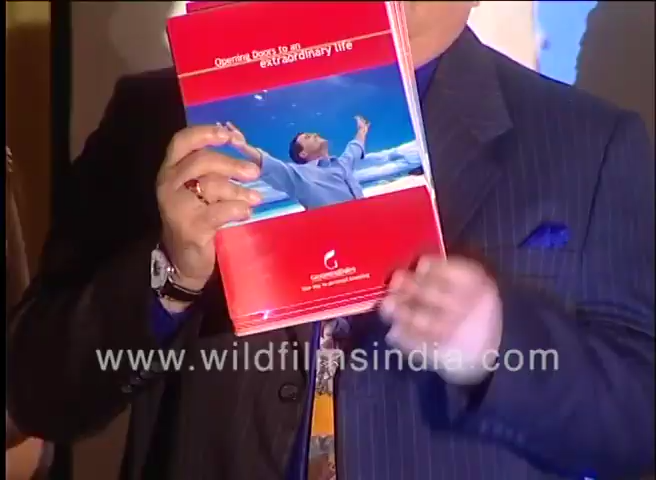 Opening Doors to an
extraordinary life
www.wildfilmsindia.com